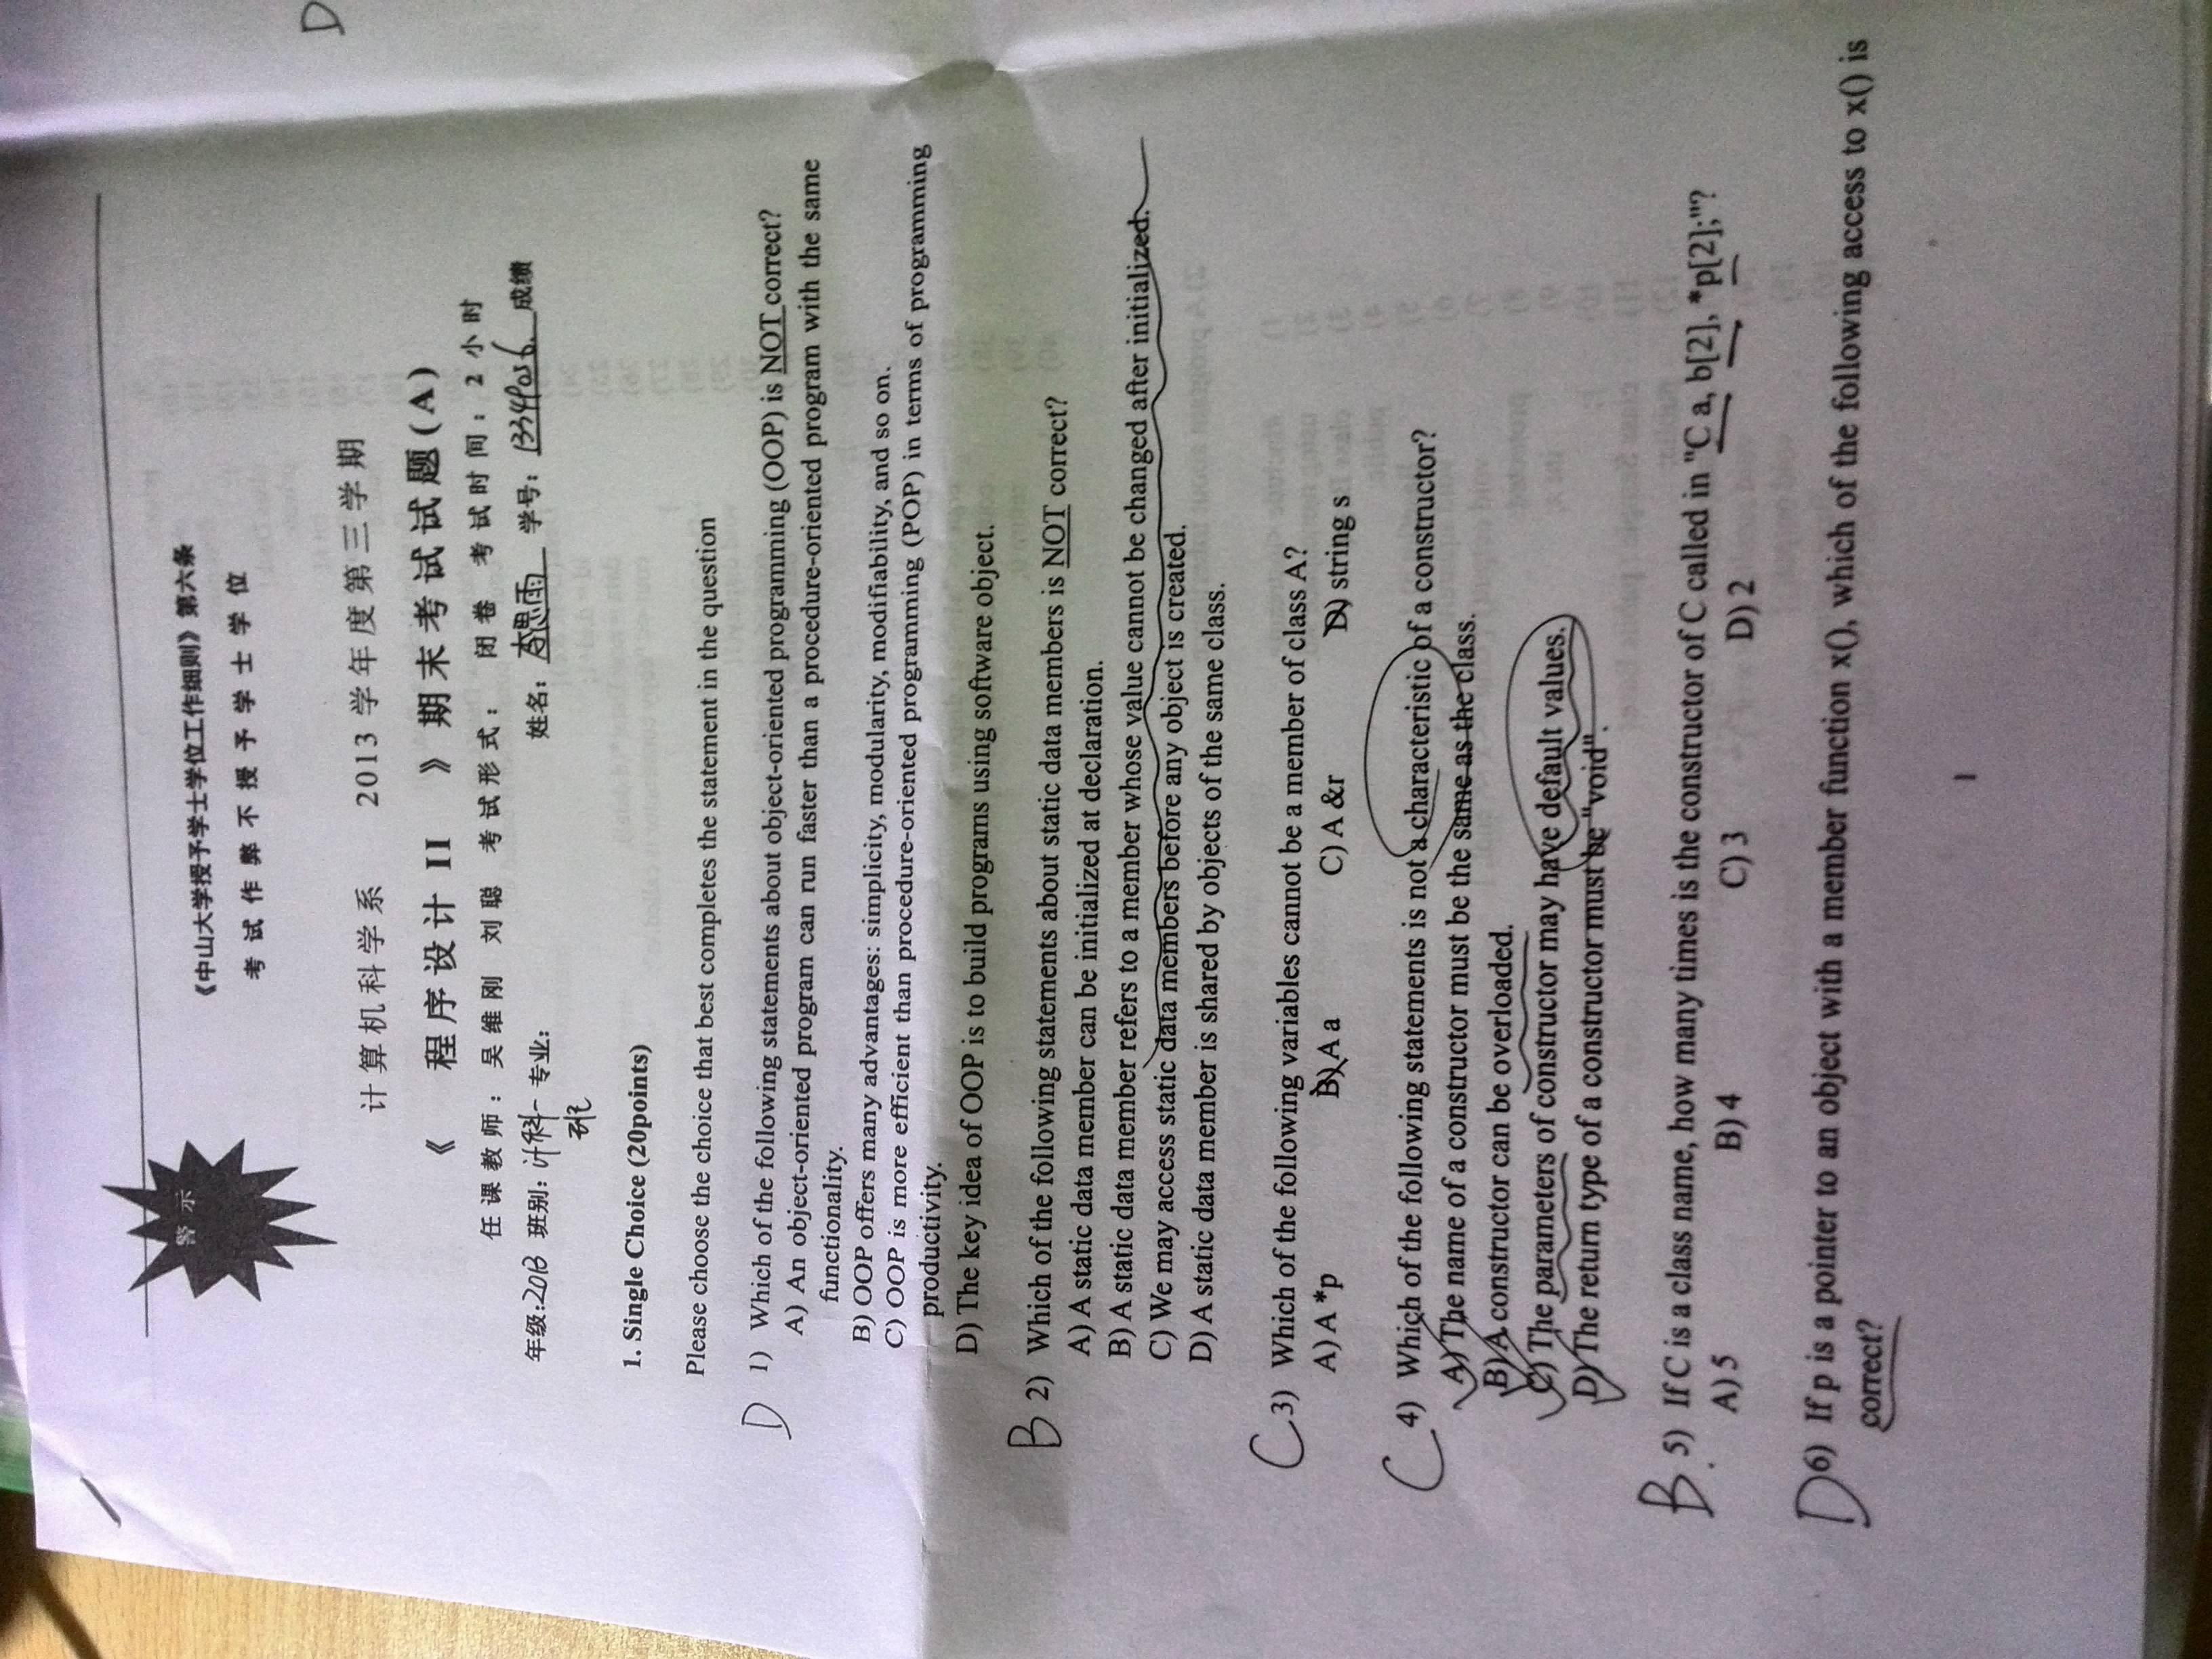 D
警示
《中山大学授予学士学位工作细则》第六条
考试作弊不授予学士学位
计算机科学系 2013学年度第三学期
《 程序设计 II 》期末考试试题(A)
任课教师：吴维刚 刘聪 考试形式：闭卷 考试时间：2小时
年级:2013 班别:计科一班 专业: 姓名: 思雨 学号: 成绩
1. Single Choice (20points)
Please choose the choice that best completes the statement in the question
D 1) Which of the following statements about object-oriented programming (OOP) is NOT correct?
A) An object-oriented program can run faster than a procedure-oriented program with the same
functionality.
B) OOP offers many advantages: simplicity, modularity, modifiability, and so on.
C) OOP is more efficient than procedure-oriented programming (POP) in terms of programming
productivity.
D) The key idea of OOP is to build programs using software object.
B 2) Which of the following statements about static data members is NOT correct?
A) A static data member can be initialized at declaration.
B) A static data member refers to a member whose value cannot be changed after initialized.
C) We may access static data members before any object is created.
D) A static data member is shared by objects of the same class.
C 3) Which of the following variables cannot be a member of class A?
A) A *p B) A a C) A &r D) string s
C 4) Which of the following statements is not a characteristic of a constructor?
A) The name of a constructor must be the same as the class.
B) A constructor can be overloaded.
C) The parameters of constructor may have default values.
D) The return type of a constructor must be "void".
B. 5) If C is a class name, how many times is the constructor of C called in "C a, b[2], *p[2];"?
A) 5 B) 4 C) 3 D) 2
D 6) If p is a pointer to an object with a member function x(), which of the following access to x() is
correct?
1